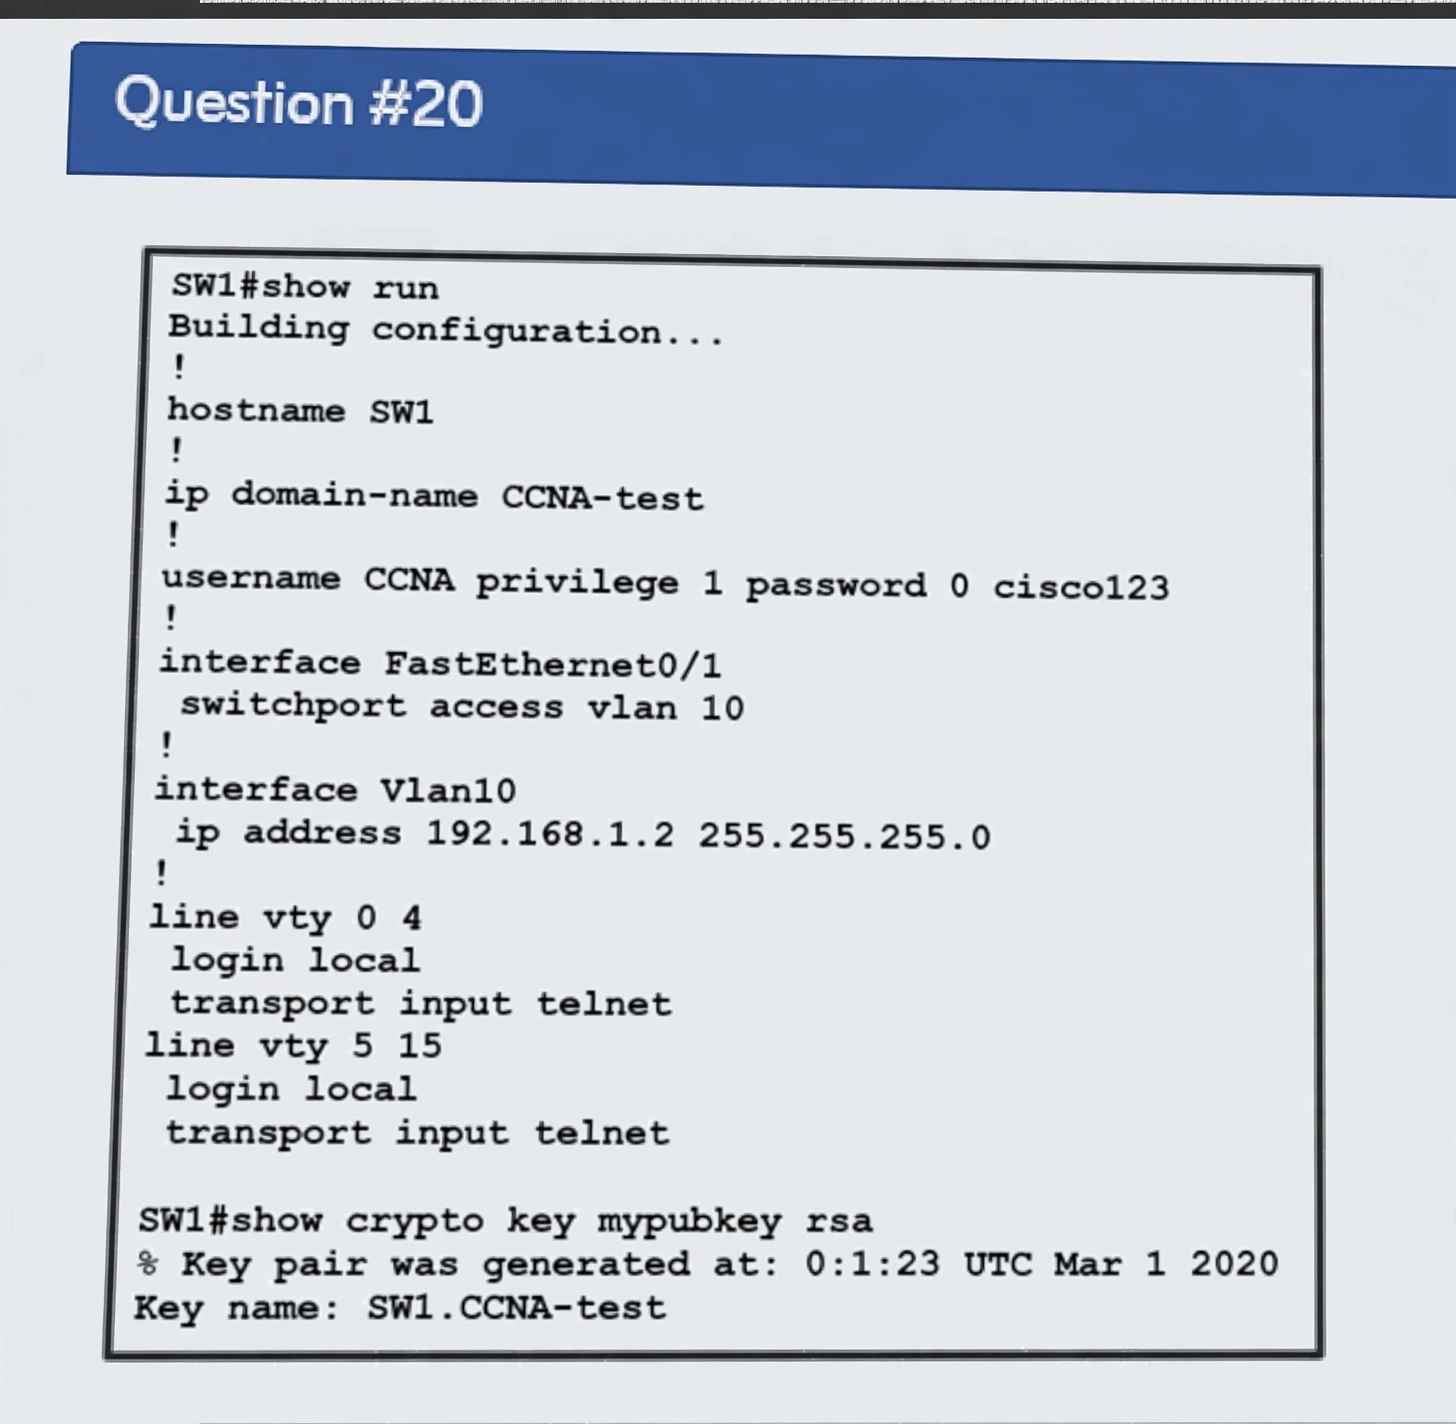 Question #20
SW1#show run
Building configuration...
!
hostname SW1
!
ip domain-name CCNA-test
!
username CCNA privilege 1 password 0 cisco123
!
interface FastEthernet0/1
 switchport access vlan 10
!
interface Vlan10
 ip address 192.168.1.2 255.255.255.0
!
line vty 0 4
 login local
 transport input telnet
line vty 5 15
 login local
 transport input telnet
SW1#show crypto key mypubkey rsa
% Key pair was generated at: 0:1:23 UTC Mar 1 2020
Key name: SW1.CCNA-test